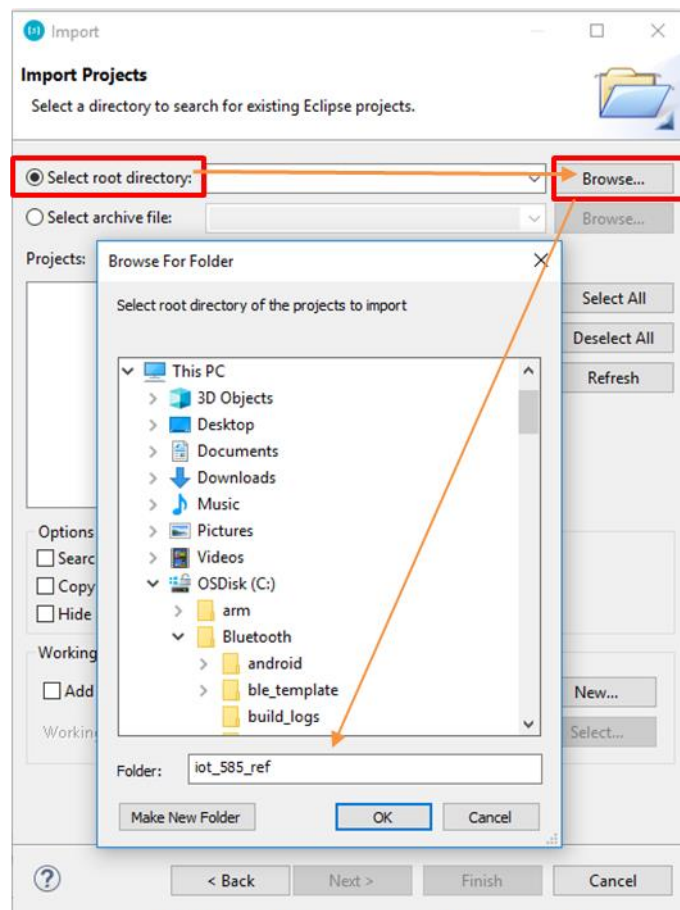 Import
Import Projects
Select a directory to search for existing Eclipse projects.
Select root directory:
Browse...
Select archive file:
Browse...
Projects:
Browse For Folder
Select root directory of the projects to import
This PC
3D Objects
Desktop
Documents
Downloads
Music
Pictures
Videos
OSDisk (C:)
arm
Bluetooth
android
ble_template
build_logs
Folder: iot_585_ref
Make New Folder OK Cancel
Select All
Deselect All
Refresh
Options
Searc
Copy
Hide
Working
Add
New...
Workin
Select...
< Back Next > Finish Cancel